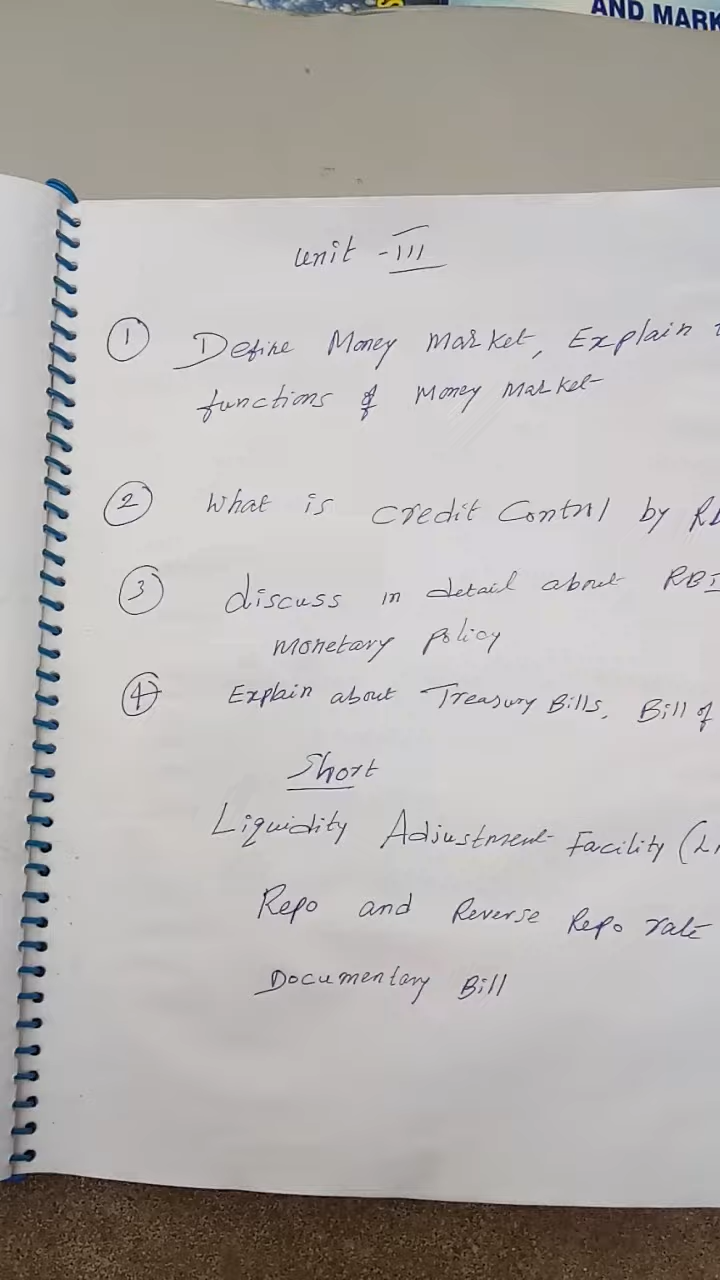 AND MARK
Unit - III
① Define Money Market, Explain
functions of Money Market
② What is credit Control by RB
③ discuss in detail about RBI
monetary policy
④ Explain about Treasury Bills, Bill of
Short
Liquidity Adjustment Facility (L
Repo and Reverse Repo rate
Documentary Bill